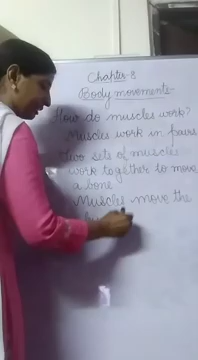 Chapter-8
Body movements-
How do muscles work?
Muscles work in pairs
Two sets of muscle
work together to move
a bone
Muscles move the